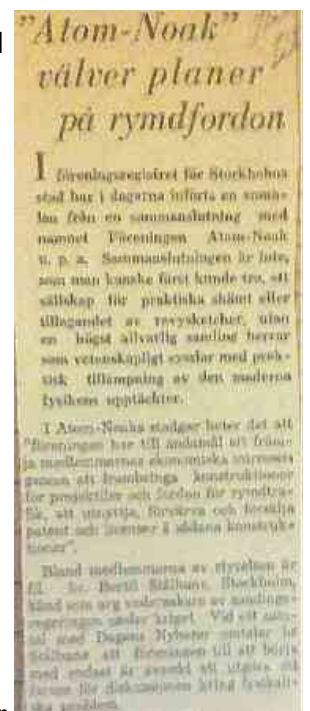 "Atom-Noak"
välver planer
på rymdfordon
I föreningsregistret för Stockholms
stad har i dagarna införts en anmä-
lan från en sammanslutning med
namnet Föreningen Atom-Noak
u. p. a. Sammanslutningen är inte,
som man kanske först kunde tro, ett
sällskap för praktiska skämt eller
tillagandet av revysketcher, utan
en högst allvarlig samling herrar
som vetenskapligt sysslar med prak-
tisk tillämpning av den moderna
fysikens upptäckter.
I Atom-Noaks stadgar heter det att
"föreningen har till ändamål att främ-
ja medlemmarnas ekonomiska intressen
genom att frambringa konstruktioner
för projektiler och fordon för rymdtra-
fik, att utnyttja, förvärva och försälja
patent och licenser å sådana konstruk-
tioner".
Bland medlemmarna av styrelsen är
fil. Bertil Stålhane, Stockholm,
känd som arg vedersakare av samlings-
regeringen under kriget. Vid ett sam-
tal med Dagens Nyheter omtalar
Stålhane att föreningen till att börja
med endast är avsedd att utgöra ett
forum för diskussionen kring fysikali-
ska problem.